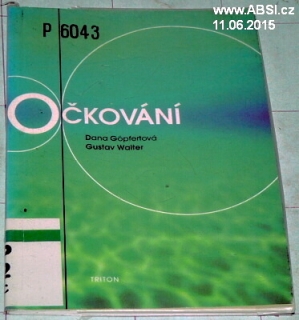 www.ABSI.cz
11.06.2015
P 6043
OČKOVÁNÍ
Dana Göpfertová
Gustav Walter
TRITON